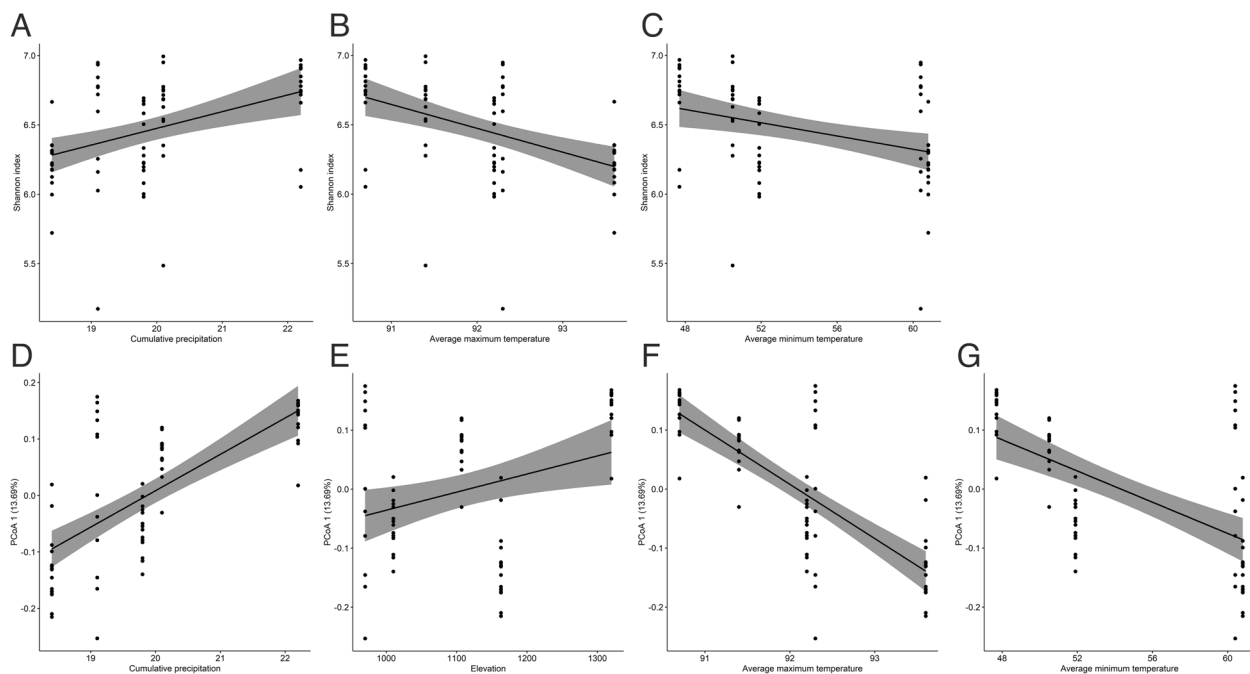 A
B
C
7.0
6.5
6.0
5.5
Shannon index
19
20
21
22
Cumulative precipitation
7.0
6.5
6.0
5.5
Shannon index
91
92
93
Average maximum temperature
7.0
6.5
6.0
5.5
Shannon index
48
52
56
60
Average minimum temperature
D
E
F
G
0.2
0.1
0.0
-0.1
-0.2
PCoA 1 (13.69%)
19
20
21
22
Cumulative precipitation
0.1
0.0
-0.1
-0.2
PCoA 1 (13.69%)
1000
1100
1200
1300
Elevation
0.1
0.0
-0.1
-0.2
PCoA 1 (13.69%)
91
92
93
Average maximum temperature
0.1
0.0
-0.1
-0.2
PCoA 1 (13.69%)
48
52
56
60
Average minimum temperature